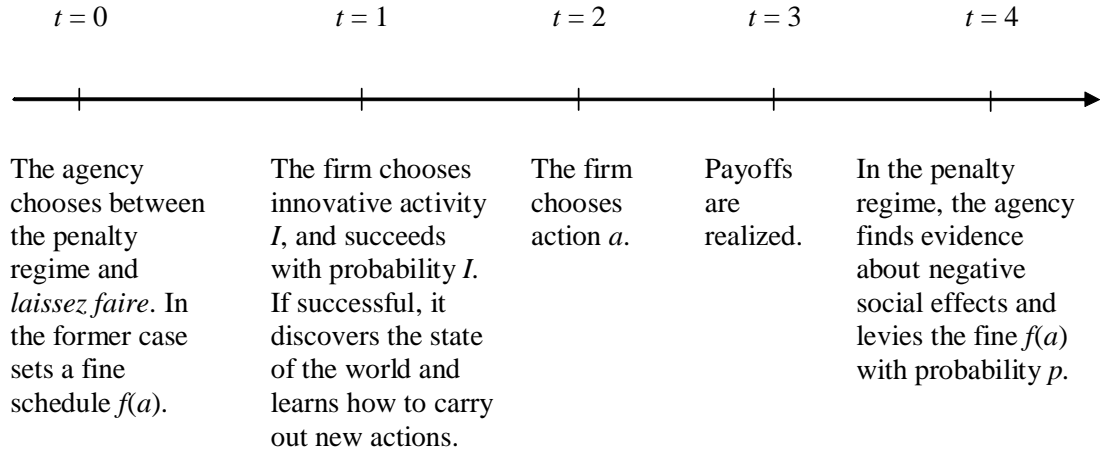 t = 0 t = 1 t = 2 t = 3 t = 4
The agency
chooses between
the penalty
regime and
laissez faire. In
the former case
sets a fine
schedule f(a).
The firm chooses
innovative activity
I, and succeeds
with probability I.
If successful, it
discovers the state
of the world and
learns how to carry
out new actions.
The firm
chooses
action a.
Payoffs
are
realized.
In the penalty
regime, the agency
finds evidence
about negative
social effects and
levies the fine f(a)
with probability p.